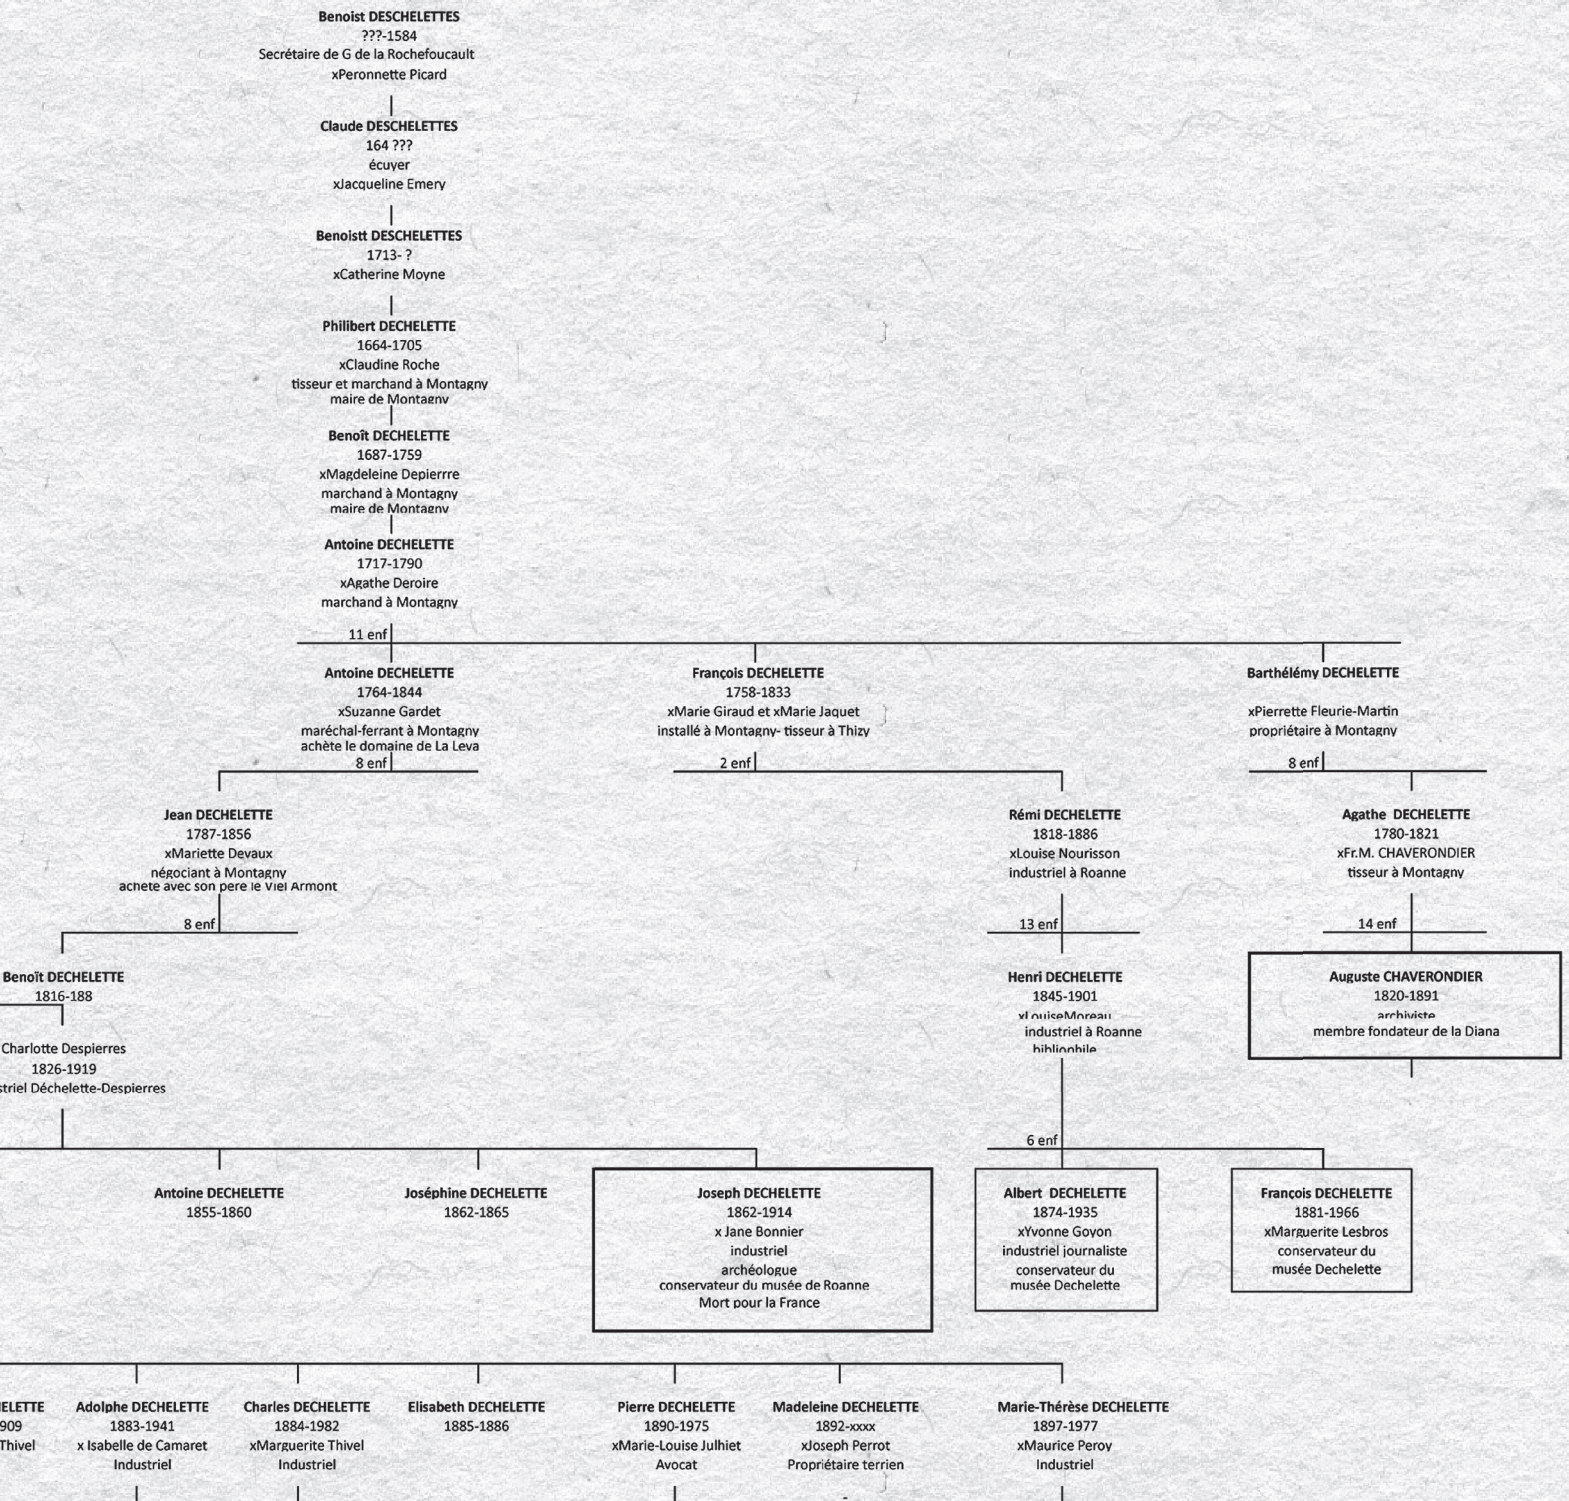 Benoist DESCHELETTES
???-1584
Secrétaire de G de la Rochefoucault
xPeronnette Picard
Claude DESCHELETTES
164 ???
écuyer
xJacqueline Emery
Benoistt DESCHELETTES
1713- ?
xCatherine Moyne
Philibert DECHELETTE
1664-1705
xClaudine Roche
tisseur et marchand à Montagny
maire de Montagny
Benoît DECHELETTE
1687-1759
xMagdeleine Depierrre
marchand à Montagny
maire de Montagny
Antoine DECHELETTE
1717-1790
xAgathe Deroire
marchand à Montagny
11 enf
Antoine DECHELETTE
1764-1844
xSuzanne Gardet
maréchal-ferrant à Montagny
achète le domaine de La Leva
8 enf
François DECHELETTE
1758-1833
xMarie Giraud et xMarie Jaquet
installé à Montagny- tisseur à Thizy
2 enf
Barthélémy DECHELETTE
xPierrette Fleurie-Martin
propriétaire à Montagny
8 enf
Jean DECHELETTE
1787-1856
xMariette Devaux
négociant à Montagny
achete avec son pere le Viel Armont
8 enf
Rémi DECHELETTE
1818-1886
xLouise Nourisson
industriel à Roanne
13 enf
Agathe DECHELETTE
1780-1821
xFr.M. CHAVERONDIER
tisseur à Montagny
14 enf
Benoït DECHELETTE
1816-188
Charlotte Despierres
1826-1919
striel Déchelette-Despierres
Henri DECHELETTE
1845-1901
xLouiseMoreau
industriel à Roanne
bibliophile
6 enf
Auguste CHAVERONDIER
1820-1891
archiviste
membre fondateur de la Diana
Antoine DECHELETTE
1855-1860
Joséphine DECHELETTE
1862-1865
Joseph DECHELETTE
1862-1914
x Jane Bonnier
industriel
archéologue
conservateur du musée de Roanne
Mort pour la France
Albert DECHELETTE
1874-1935
xYvonne Goyon
industriel journaliste
conservateur du
musée Dechelette
François DECHELETTE
1881-1966
xMarguerite Lesbros
conservateur du
musée Dechelette
ELETTE
909
Thivel
Adolphe DECHELETTE
1883-1941
x Isabelle de Camaret
Industriel
Charles DECHELETTE
1884-1982
xMarguerite Thivel
Industriel
Elisabeth DECHELETTE
1885-1886
Pierre DECHELETTE
1890-1975
xMarie-Louise Julhiet
Avocat
Madeleine DECHELETTE
1892-xxxx
xJoseph Perrot
Propriétaire terrien
Marie-Thérèse DECHELETTE
1897-1977
xMaurice Peroy
Industriel